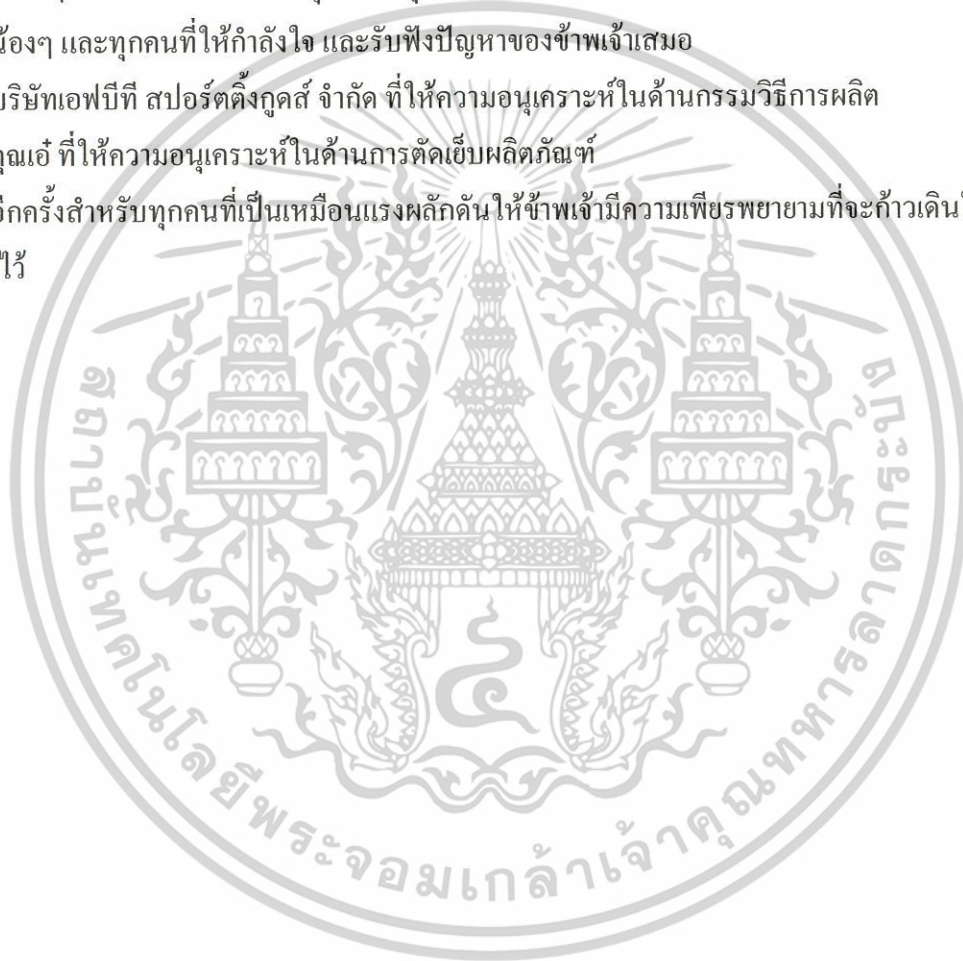 น้องๆ และทุกคนที่ให้กำลังใจ และรับฟังปัญหาของข้าพเจ้าเสมอ
บริษัทเอฟบีที สปอร์ตติ้งกูดส์ จำกัด ที่ให้ความอนุเคราะห์ในด้านกรรมวิธีการผลิต
คุณเอ๋ ที่ให้ความอนุเคราะห์ในด้านการตัดเย็บผลิตภัณฑ์
อีกครั้งสำหรับทุกคนที่เป็นเหมือนแรงผลักดันให้ข้าพเจ้ามีความเพียรพยายามที่จะก้าวเดิน
ไว้
สถาบันเทคโนโลยีพระจอมเกล้าเจ้าคุณทหารลาดกระบัง